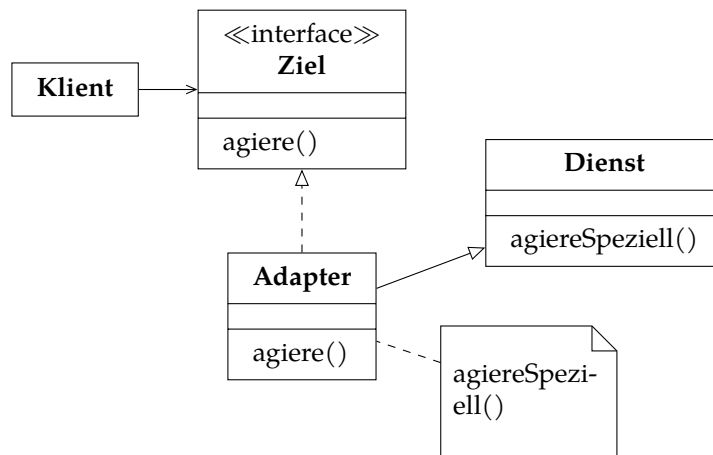 ≪interface≫
Ziel
Klient
agiere()
Dienst
agiereSpeziell()
Adapter
agiere()
agiereSpezi-
ell()